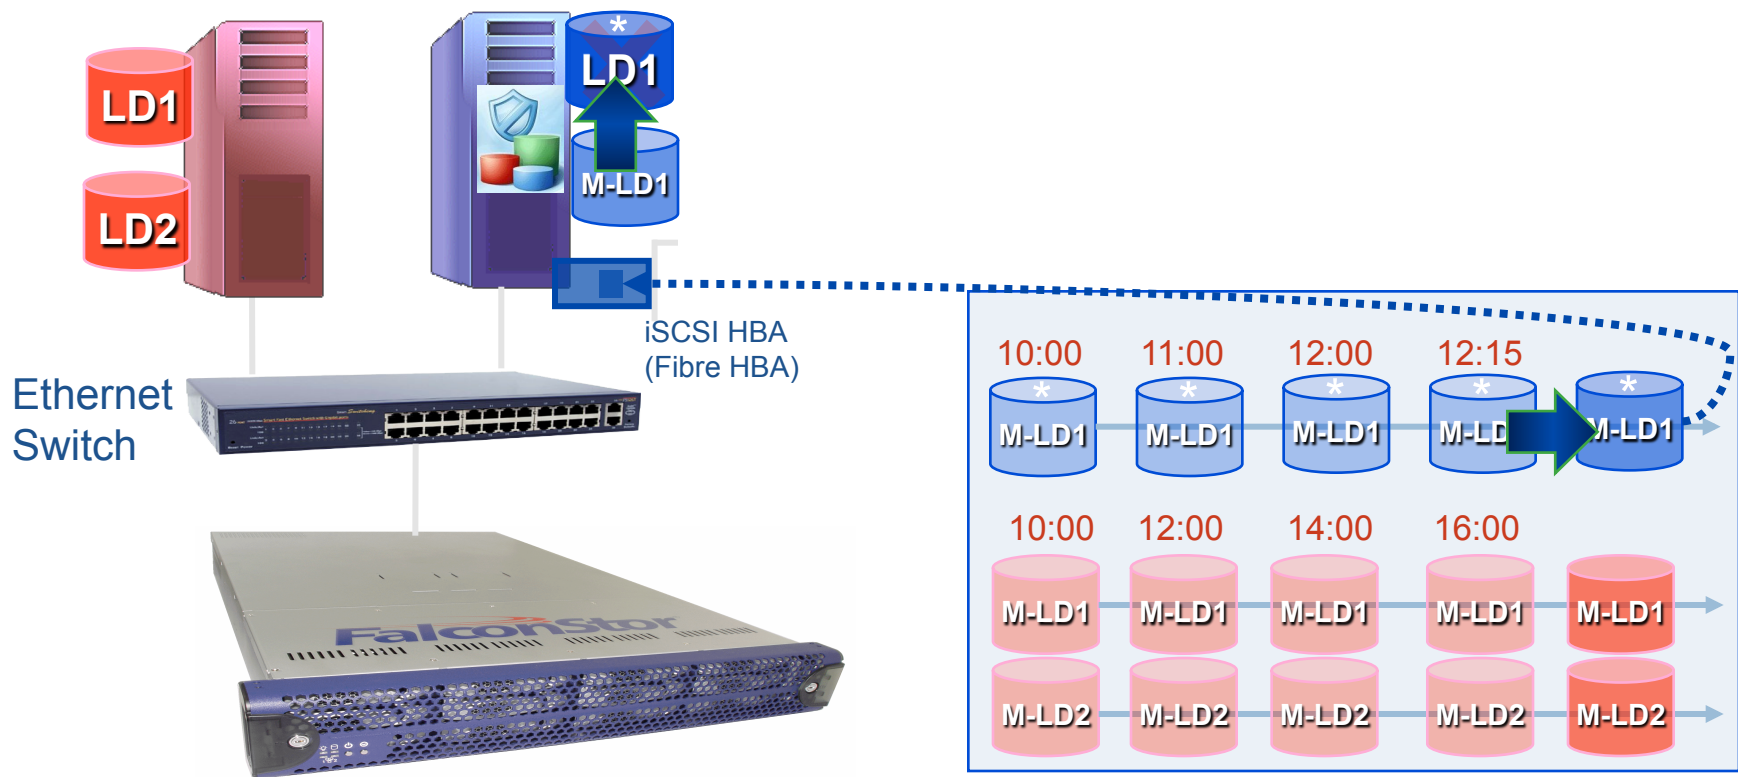 *
LD1
LD1
M-LD1
LD2
iSCSI HBA
(Fibre HBA)
Ethernet
Switch
FalconStor
10:00 11:00 12:00 12:15
* * * * *
M-LD1 M-LD1 M-LD1 M-LD M-LD1
10:00 12:00 14:00 16:00
M-LD1 M-LD1 M-LD1 M-LD1 M-LD1
M-LD2 M-LD2 M-LD2 M-LD2 M-LD2